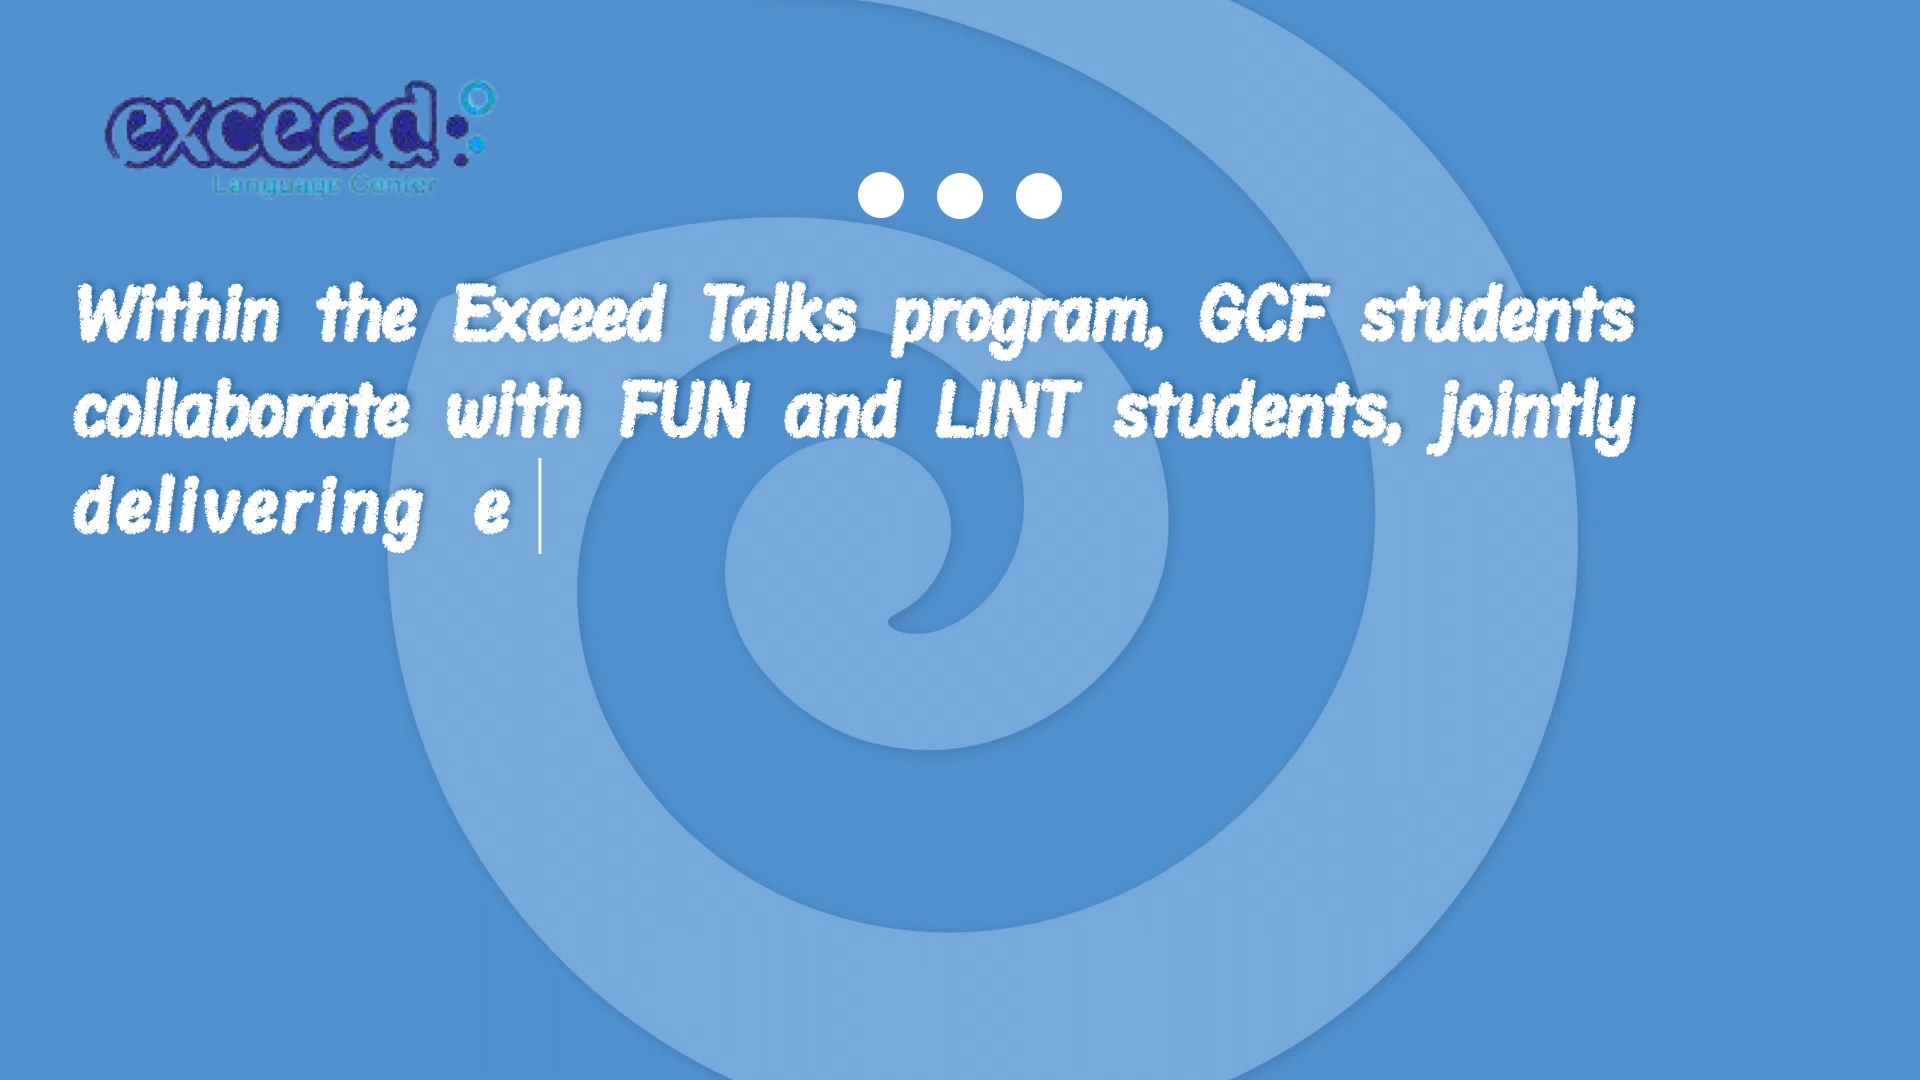 exceed
Language Center
Within the Exceed Talks program, GCF students
collaborate with FUN and LINT students, jointly
delivering e